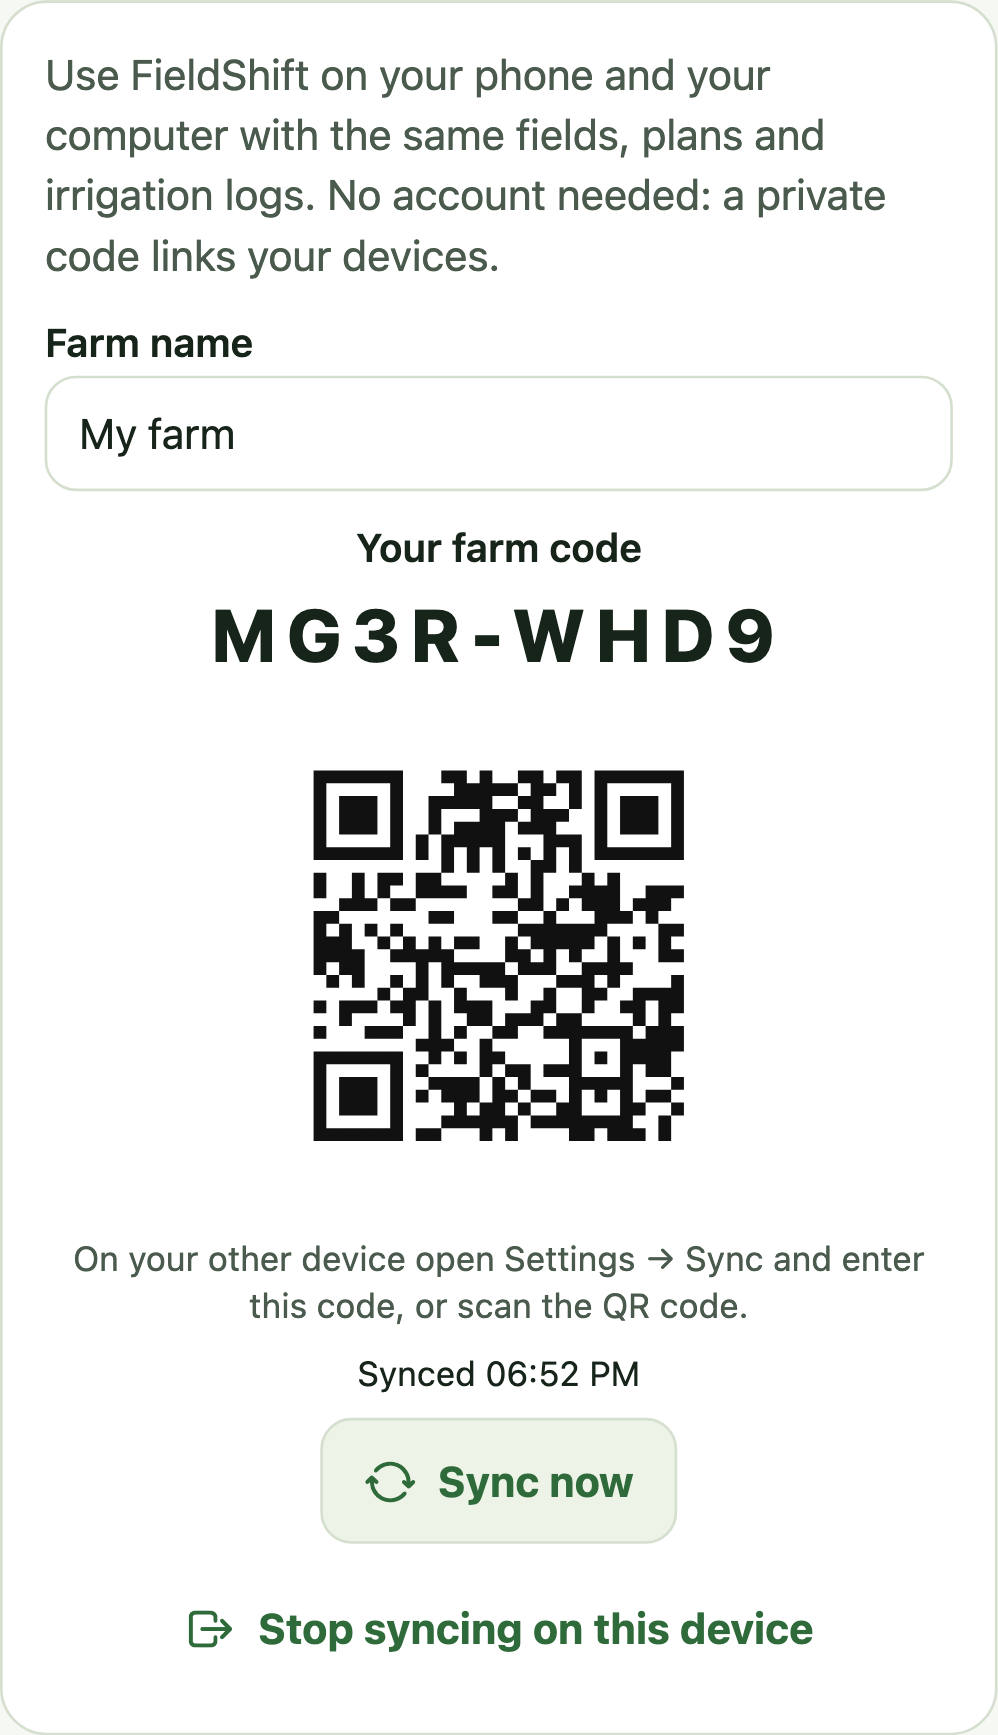 Use FieldShift on your phone and your
computer with the same fields, plans and
irrigation logs. No account needed: a private
code links your devices.
Farm name
My farm
Your farm code
MG3R-WHD9
On your other device open Settings → Sync and enter
this code, or scan the QR code.
Synced 06:52 PM
Sync now
Stop syncing on this device